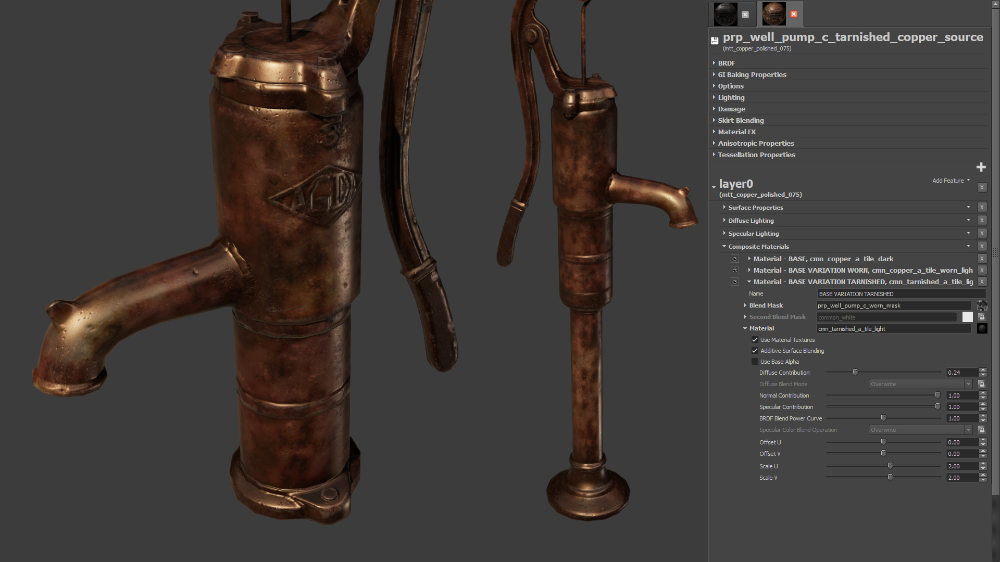 3
prp_well_pump_c_tarnished_copper_source
(mtt_copper_polished_075)
BRDF
GI Baking Properties
Options
Lighting
Damage
Skirt Blending
Material FX
Anisotropic Properties
Tessellation Properties
layer0
Add Feature
X
(mtt_copper_polished_075)
Surface Properties X
Diffuse Lighting X
Specular Lighting X
Composite Materials X
Material - BASE, cmn_copper_a_tile_dark X
Material - BASE VARIATION WORN, cmn_copper_a_tile_worn_ligh X
Material - BASE VARIATION TARNISHED, cmn_tarnished_a_tile_lig X
Name BASE VARIATION TARNISHED
Blend Mask prp_well_pump_c_worn_mask
Second Blend Mask common_white
Material cmn_tarnished_a_tile_light
Use Material Textures
Additive Surface Blending
Use Base Alpha
Diffuse Contribution 0.24
Diffuse Blend Mode Overwrite
Normal Contribution 1.00
Specular Contribution 1.00
BRDF Blend Power Curve 1.00
Specular Color Blend Operation Overwrite
Offset U 0.00
Offset V 0.00
Scale U 2.00
Scale V 2.00